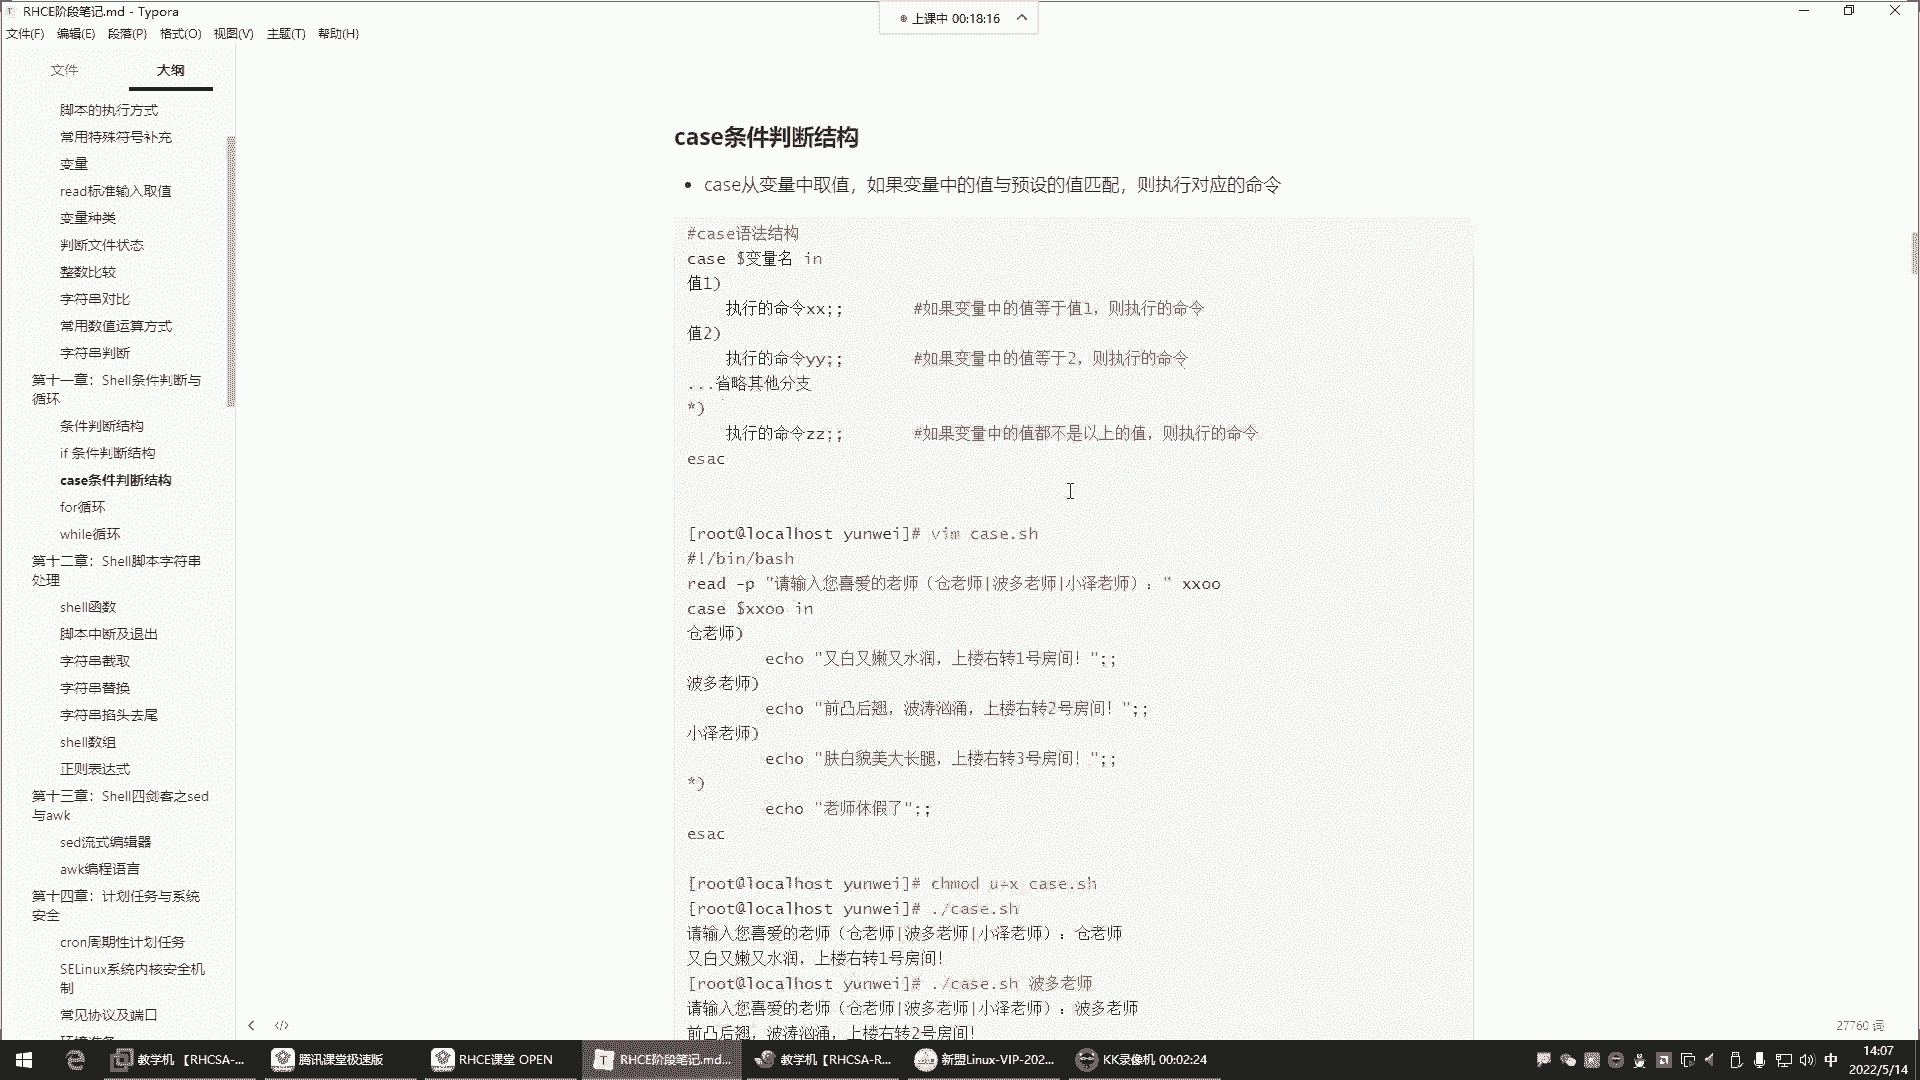 RHCE阶段笔记.md - Typora
上课中 00:18:16
文件(F) 编辑(E) 段落(P) 格式(O) 视图(V) 主题(T) 帮助(H)
文件 大纲
脚本的执行方式
常用特殊符号补充
变量
read标准输入取值
变量种类
判断文件状态
整数比较
字符串对比
常用数值运算方式
字符串判断
第十一章：Shell条件判断与
循环
条件判断结构
if 条件判断结构
case条件判断结构
for循环
while循环
第十二章：Shell脚本字符串
处理
shell函数
脚本中断及退出
字符串截取
字符串替换
字符串掐头去尾
shell数组
正则表达式
第十三章：Shell四剑客之sed
与awk
sed流式编辑器
awk编程语言
第十四章：计划任务与系统
安全
cron周期性计划任务
SELinux系统内核安全机
制
常见协议及端口
case条件判断结构
case从变量中取值，如果变量中的值与预设的值匹配，则执行对应的命令
#case语法结构
case $变量名 in
值1)
执行的命令xx;; #如果变量中的值等于值1，则执行的命令
值2)
执行的命令yy;; #如果变量中的值等于2，则执行的命令
...省略其他分支
*)
执行的命令zz;; #如果变量中的值都不是以上的值，则执行的命令
esac
[root@localhost yunwei]# vim case.sh
#!/bin/bash
read -p "请输入您喜爱的老师（仓老师|波多老师|小泽老师）：" xxoo
case $xxoo in
仓老师)
echo "又白又嫩又水润，上楼右转1号房间！";;
波多老师)
echo "前凸后翘，波涛汹涌，上楼右转2号房间！";;
小泽老师)
echo "肤白貌美大长腿，上楼右转3号房间！";;
*)
echo "老师休假了";;
esac
[root@localhost yunwei]# chmod u+x case.sh
[root@localhost yunwei]# ./case.sh
请输入您喜爱的老师（仓老师|波多老师|小泽老师）：仓老师
又白又嫩又水润，上楼右转1号房间！
[root@localhost yunwei]# ./case.sh 波多老师
请输入您喜爱的老师（仓老师|波多老师|小泽老师）：波多老师
前凸后翘，波涛汹涌，上楼右转2号房间！
27760 词
教学机 【RHCSA-... 腾讯课堂极速版 RHCE课堂 OPEN RHCE阶段笔记.md... 教学机【RHCSA-R... 新盟Linux-VIP-202... KK录像机 00:02:24 中 14:07
2022/5/14